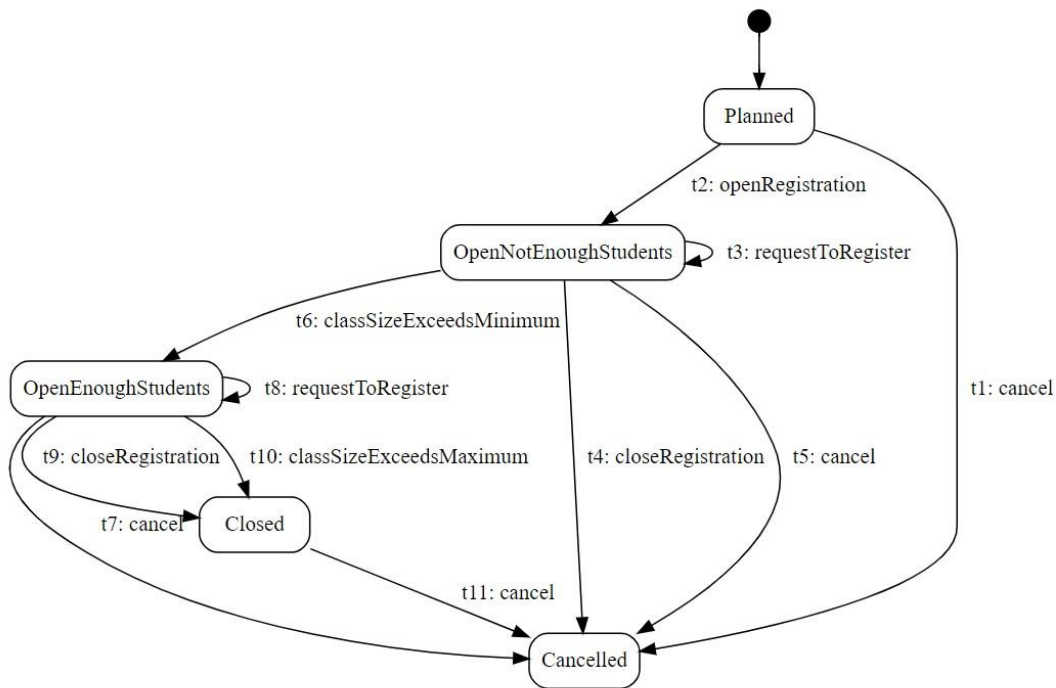 Planned
t2: openRegistration
OpenNotEnoughStudents
t3: requestToRegister
t6: classSizeExceedsMinimum
OpenEnoughStudents
t8: requestToRegister
t1: cancel
t9: closeRegistration
t10: classSizeExceedsMaximum
t4: closeRegistration
t5: cancel
t7: cancel
Closed
t11: cancel
Cancelled